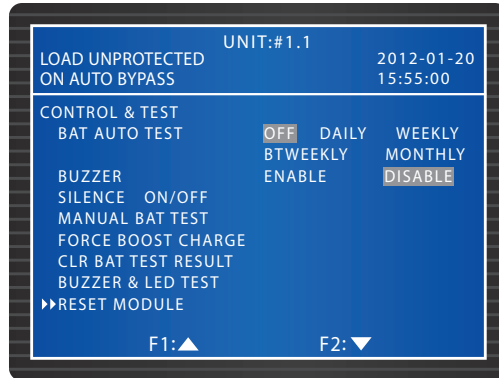 UNIT:#1.1
LOAD UNPROTECTED 2012-01-20
ON AUTO BYPASS 15:55:00
CONTROL & TEST
BAT AUTO TEST OFF DAILY WEEKLY
BTWEEKLY MONTHLY
BUZZER ENABLE DISABLE
SILENCE ON/OFF
MANUAL BAT TEST
FORCE BOOST CHARGE
CLR BAT TEST RESULT
BUZZER & LED TEST
RESET MODULE
F1: F2: